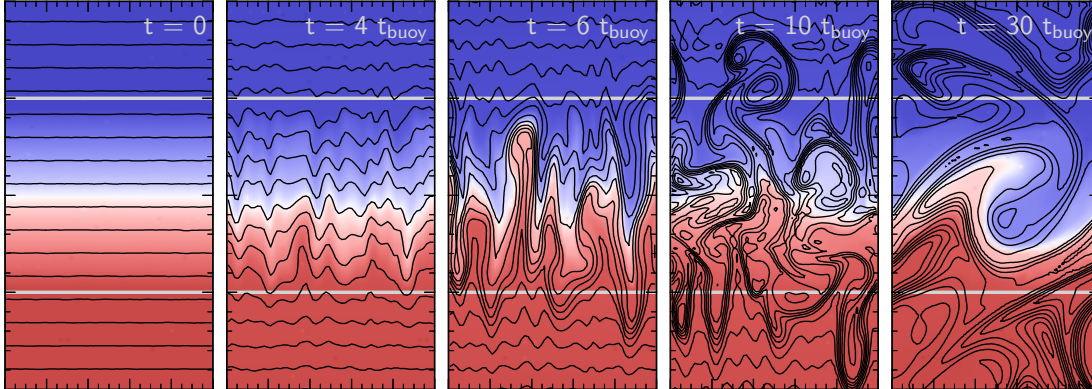 t = 0
t = 4 t_buoy
t = 6 t_buoy
t = 10 t_buoy
t = 30 t_buoy